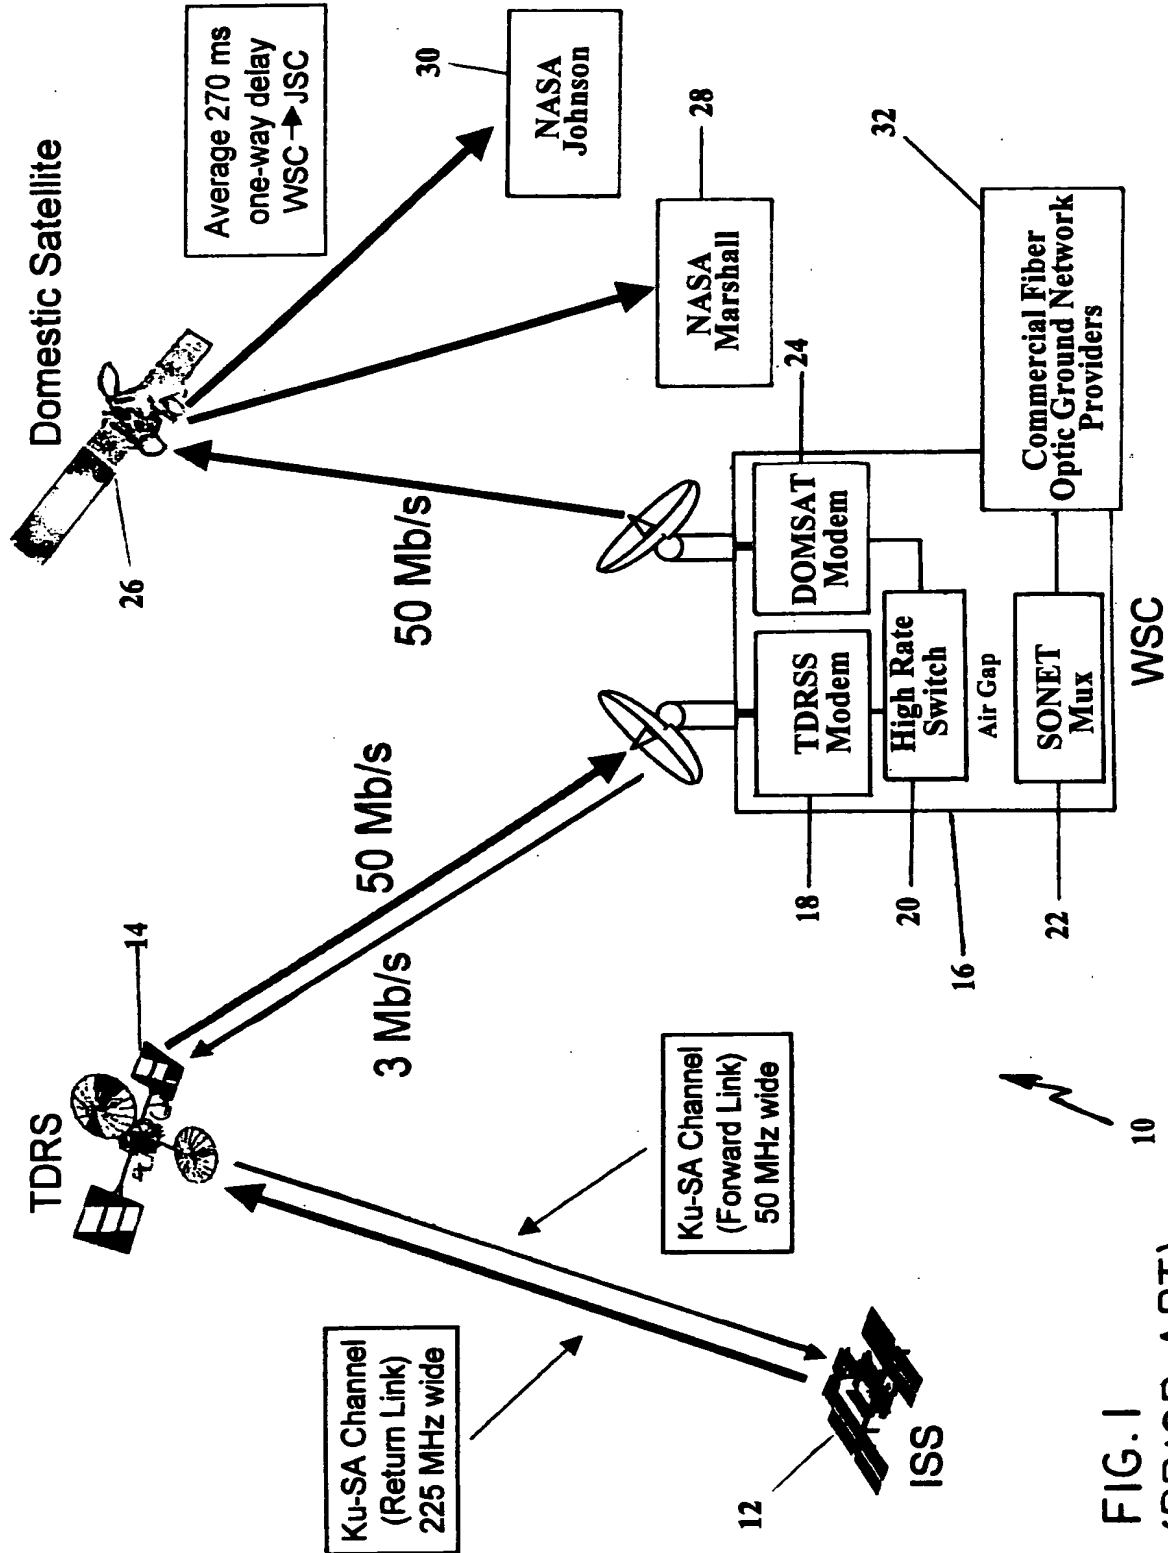 Domestic Satellite
26
Average 270 ms
one-way delay
WSC → JSC
30
NASA
Johnson
28
NASA
Marshall
TDRS
14
50 Mb/s
50 Mb/s
3 Mb/s
24
32
TDRSS
Modem
DOMSAT
Modem
High Rate
Switch
Air Gap
SONET
Mux
Commercial Fiber
Optic Ground Network
Providers
18
20
16
22
WSC
Ku-SA Channel
(Return Link)
225 MHz wide
Ku-SA Channel
(Forward Link)
50 MHz wide
12
ISS
10
FIG. 1
(PRIOR ART)